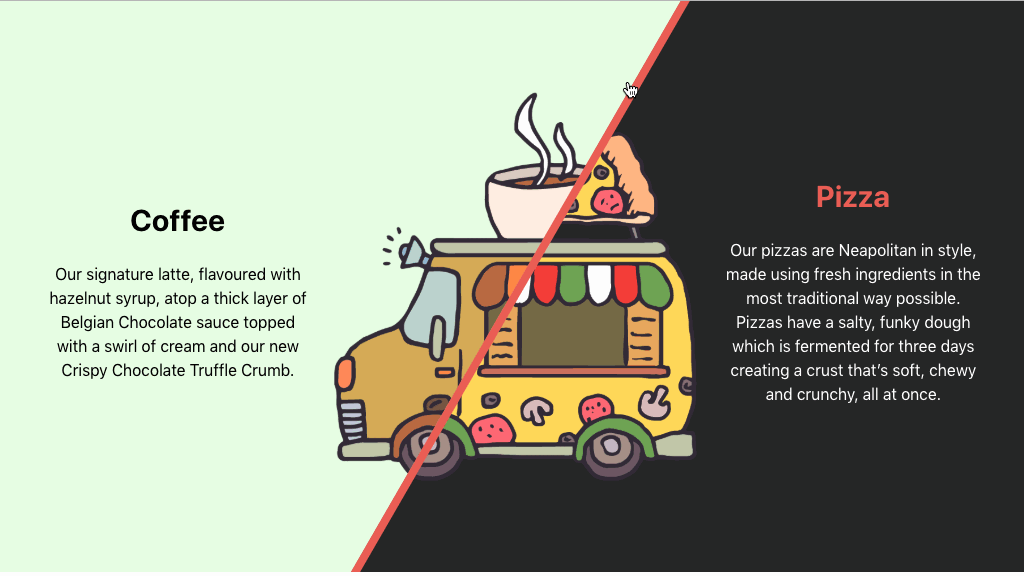 Coffee
Our signature latte, flavoured with
hazelnut syrup, atop a thick layer of
Belgian Chocolate sauce topped
with a swirl of cream and our new
Crispy Chocolate Truffle Crumb.
Pizza
Our pizzas are Neapolitan in style,
made using fresh ingredients in the
most traditional way possible.
Pizzas have a salty, funky dough
which is fermented for three days
creating a crust that’s soft, chewy
and crunchy, all at once.